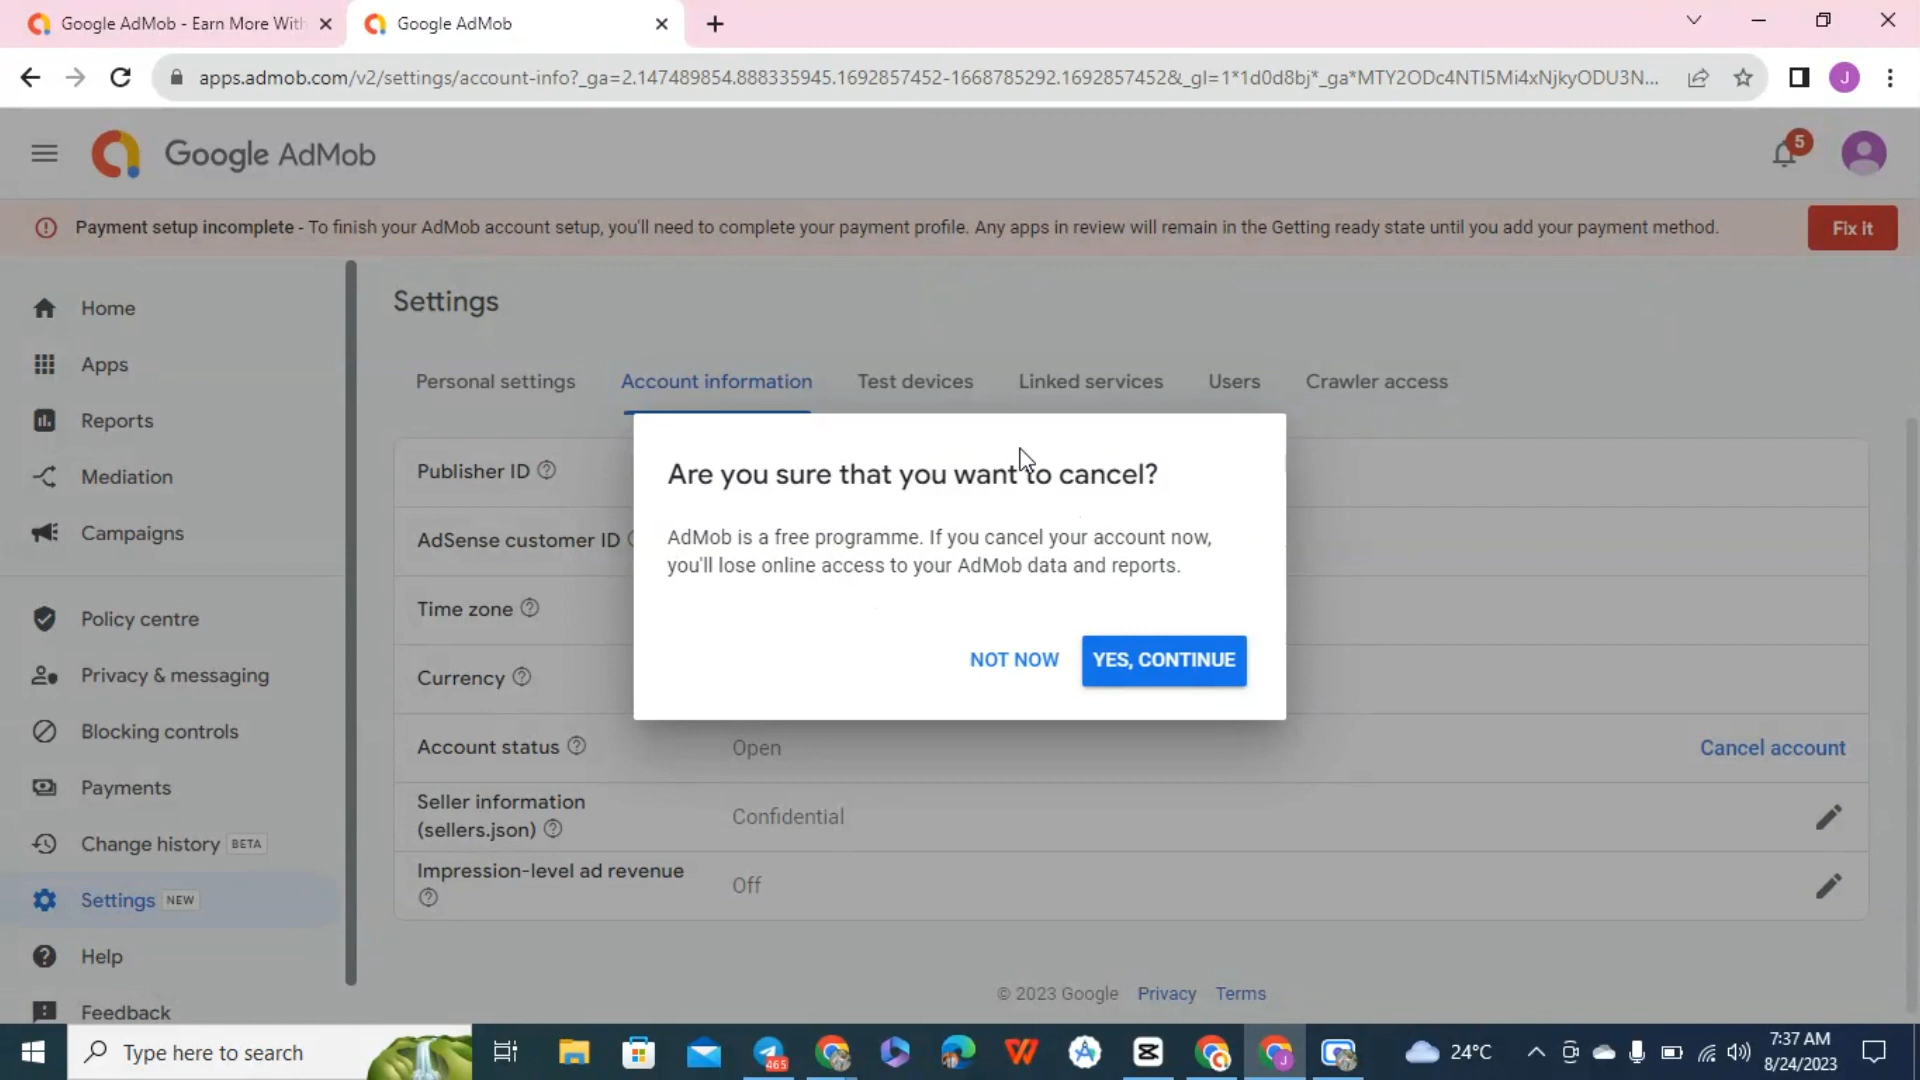 Google AdMob - Earn More With
Google AdMob
apps.admob.com/v2/settings/account-info?_ga=2.147489854.888335945.1692857452-1668785292.1692857452&_gl=1*1d0d8bj*_ga*MTY2ODc4NTI5Mi4xNjkyODU3N...
J
Google AdMob
5
Payment setup incomplete - To finish your AdMob account setup, you'll need to complete your payment profile. Any apps in review will remain in the Getting ready state until you add your payment method.
Fix it
Home
Apps
Reports
Mediation
Campaigns
Policy centre
Privacy & messaging
Blocking controls
Payments
Change history BETA
Settings NEW
Help
Feedback
Settings
Personal settings
Account information
Test devices
Linked services
Users
Crawler access
Publisher ID
AdSense customer ID
Time zone
Currency
Account status
Open
Cancel account
Seller information
(sellers.json)
Confidential
Impression-level ad revenue
Off
Are you sure that you want to cancel?
AdMob is a free programme. If you cancel your account now,
you'll lose online access to your AdMob data and reports.
NOT NOW
YES, CONTINUE
© 2023 Google
Privacy
Terms
Type here to search
465
J
24°C
7:37 AM
8/24/2023